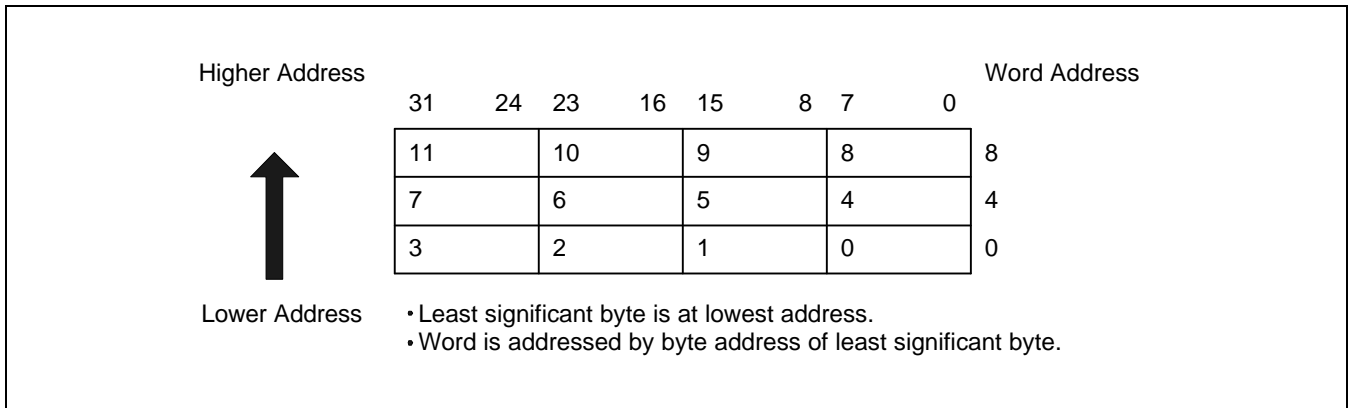 Higher Address Word Address
31 24 23 16 15 8 7 0
11 10 9 8 8
7 6 5 4 4
3 2 1 0 0
Lower Address • Least significant byte is at lowest address.
• Word is addressed by byte address of least significant byte.